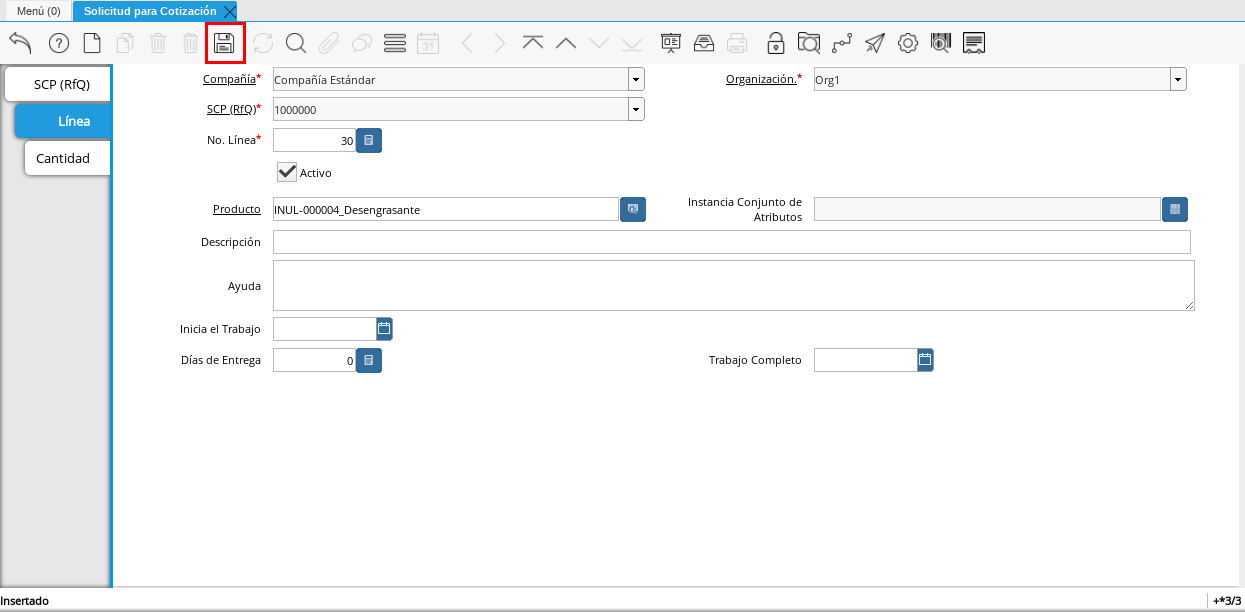 Menú (0)
Solicitud para Cotización
31
SCP (RfQ)
Línea
Cantidad
Compañía* Compañía Estándar
Organización.* Org1
SCP (RfQ)* 1000000
No. Línea* 30
Activo
Producto INUL-000004_Desengrasante
Instancia Conjunto de
Atributos
Descripción
Ayuda
Inicia el Trabajo
Días de Entrega 0
Trabajo Completo
Insertado
+*3/3